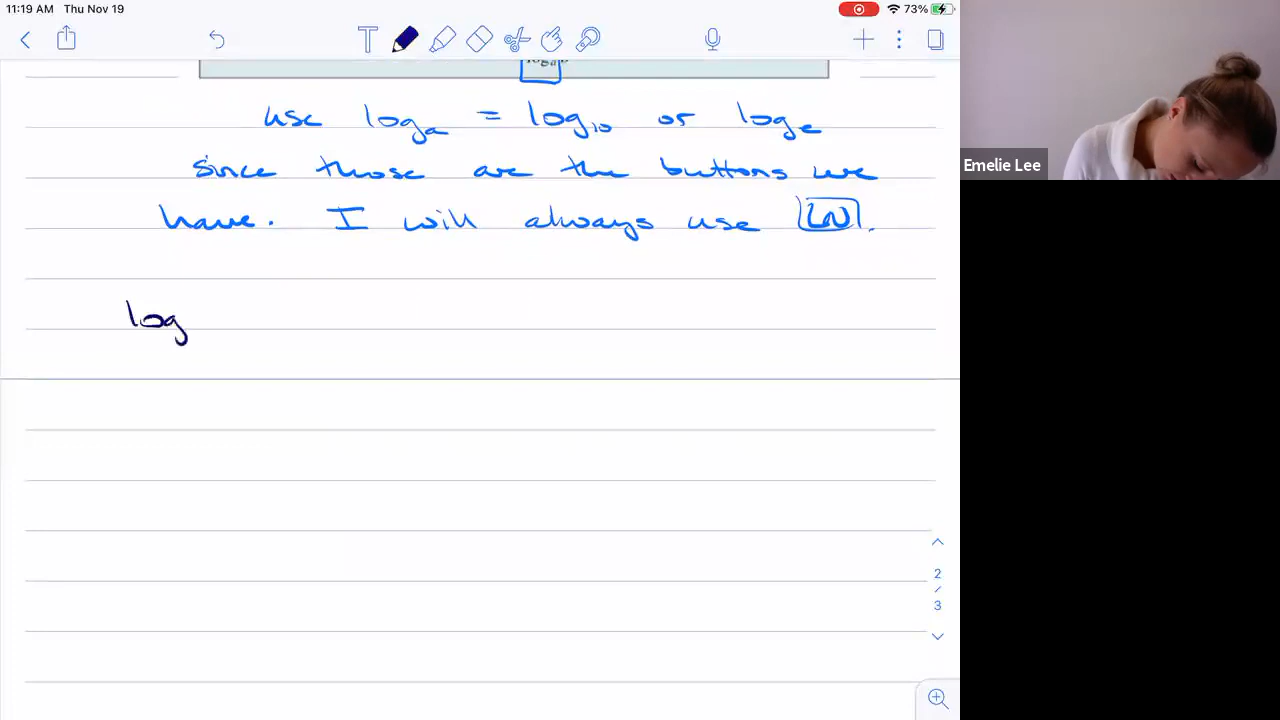 11:19 AM Thu Nov 19
73%
use logₐ = log₁₀ or logₑ
since those are the buttons we
have. I will always use LN.
log
2
/
3
Emelie Lee